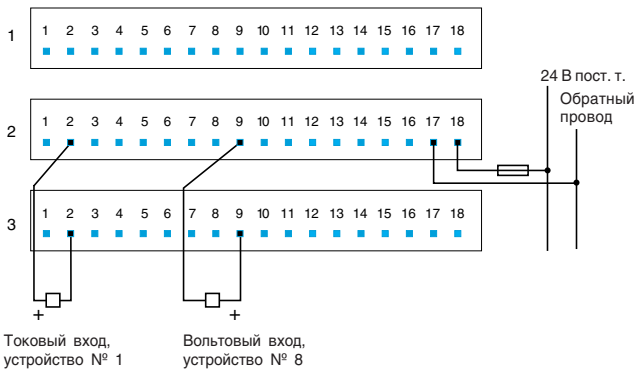 1
1 2 3 4 5 6 7 8 9 10 11 12 13 14 15 16 17 18
24 В пост. т.
Обратный
провод
2
1 2 3 4 5 6 7 8 9 10 11 12 13 14 15 16 17 18
3
1 2 3 4 5 6 7 8 9 10 11 12 13 14 15 16 17 18
+
+
Токовый вход,
устройство № 1
Вольтовый вход,
устройство № 8